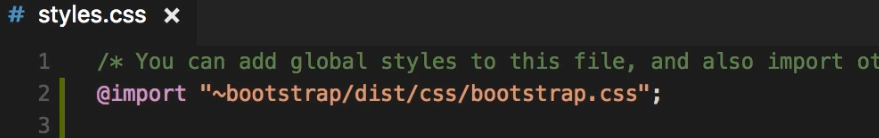 # styles.css ×
1 /* You can add global styles to this file, and also import ot
2 @import "~bootstrap/dist/css/bootstrap.css";
3